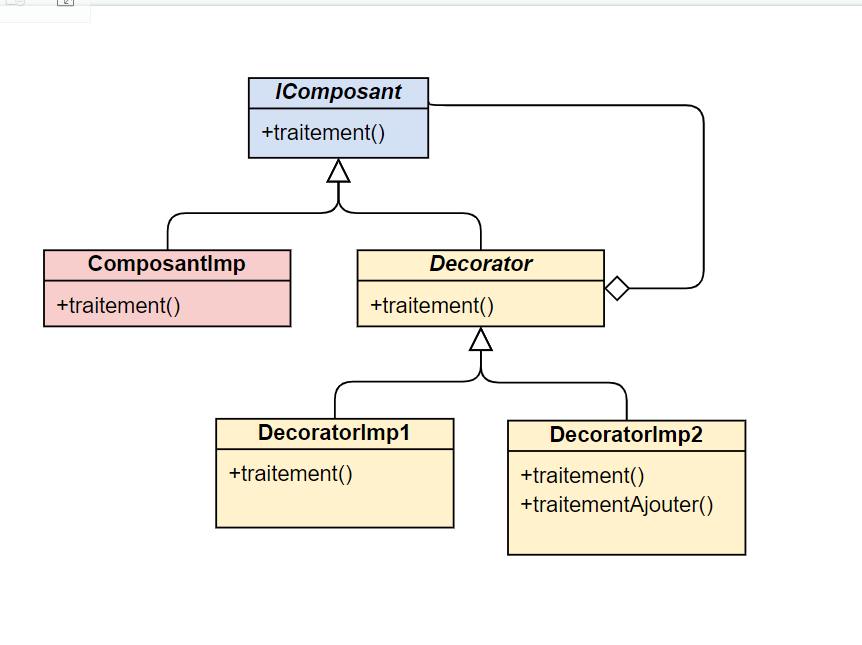 IComposant
+traitement()
ComposantImp
+traitement()
Decorator
+traitement()
DecoratorImp1
+traitement()
DecoratorImp2
+traitement()
+traitementAjouter()